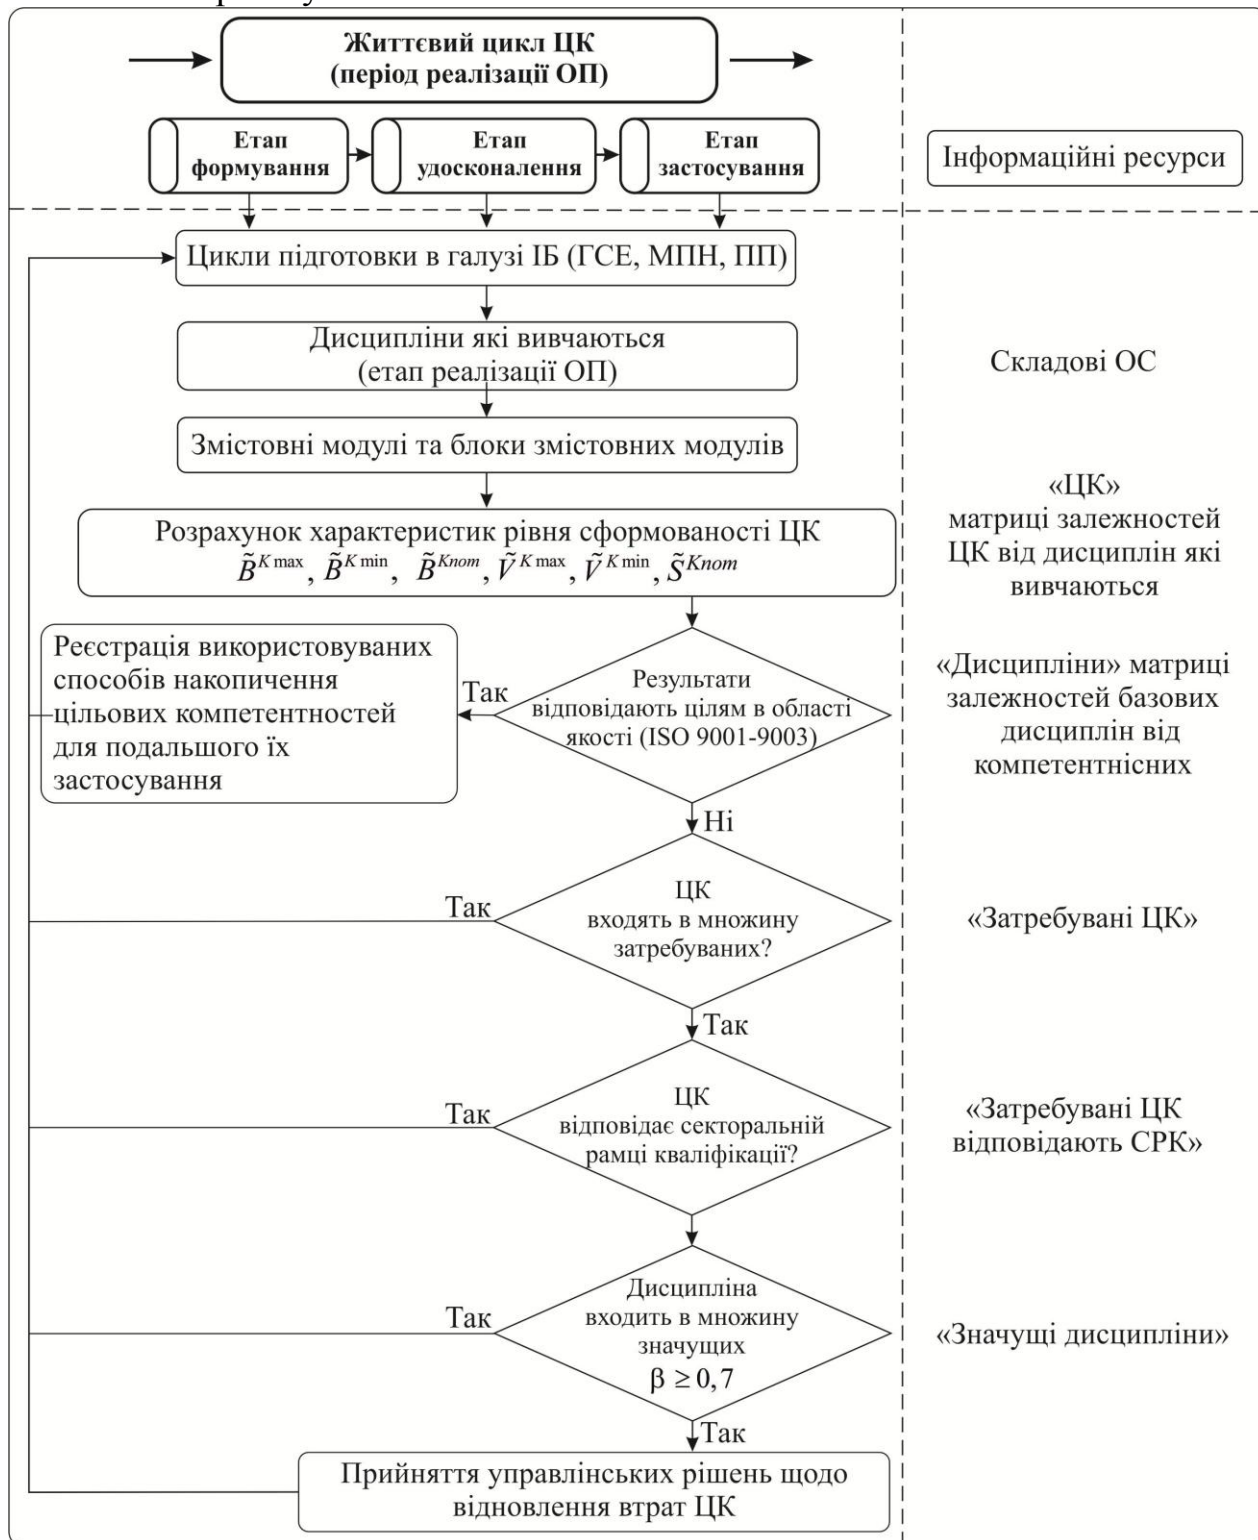 Життєвий цикл ЦК
(період реалізації ОП)
Етап
формування
Етап
удосконалення
Етап
застосування
Інформаційні ресурси
Цикли підготовки в галузі ІБ (ГСЕ, МПН, ПП)
Дисципліни які вивчаються
(етап реалізації ОП)
Складові ОС
Змістовні модулі та блоки змістовних модулів
Розрахунок характеристик рівня сформованості ЦК
B̃^{K max}, B̃^{K min}, B̃^{Knom}, Ṽ^{K max}, Ṽ^{K min}, S̃^{Knom}
«ЦК»
матриці залежностей
ЦК від дисциплін які
вивчаються
Реєстрація використовуваних
способів накопичення
цільових компетентностей
для подальшого їх
застосування
Так
Результати
відповідають цілям в області
якості (ISO 9001-9003)
«Дисципліни» матриці
залежностей базових
дисциплін від
компетентнісних
Ні
Так
ЦК
входять в множину
затребуваних?
«Затребувані ЦК»
Так
Так
ЦК
відповідає секторальній
рамці кваліфікації?
«Затребувані ЦК
відповідають СРК»
Так
Дисципліна
входить в множину
значущих
β ≥ 0,7
«Значущі дисципліни»
Так
Прийняття управлінських рішень щодо
відновлення втрат ЦК